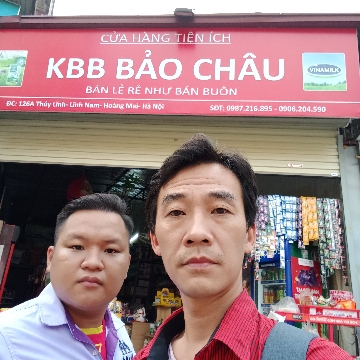 CỬA HÀNG TIỆN ÍCH
KBB BẢO CHÂU
BÁN LẺ RẺ NHƯ BÁN BUÔN
VINAMILK
ĐC: 126A Thúy Lĩnh - Lĩnh Nam - Hoàng Mai - Hà Nội
SĐT: 0987.216.895 - 0906.204.590